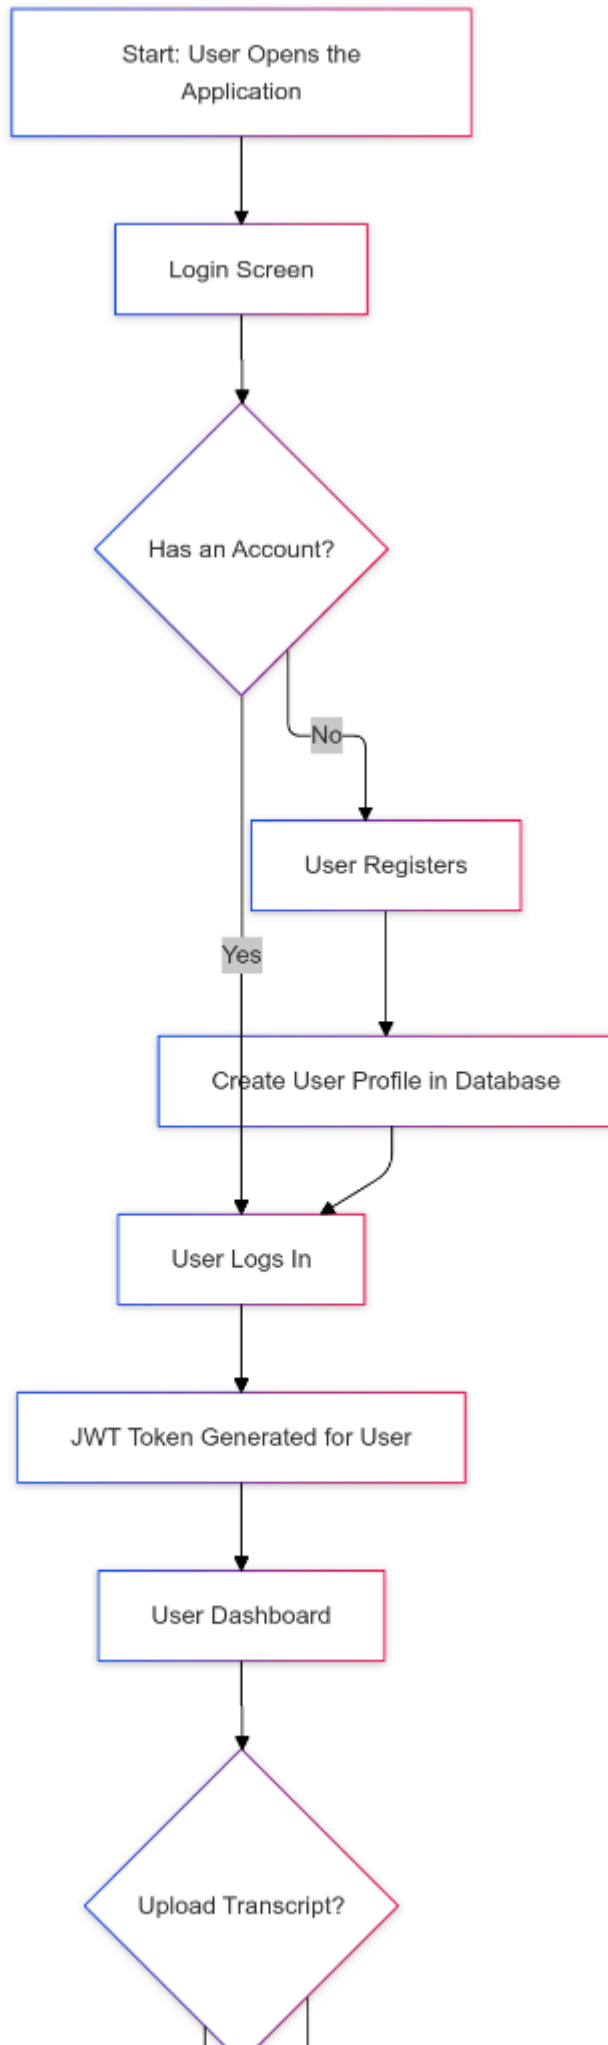 Start: User Opens the
Application
Login Screen
Has an Account?
No
User Registers
Yes
Create User Profile in Database
User Logs In
JWT Token Generated for User
User Dashboard
Upload Transcript?